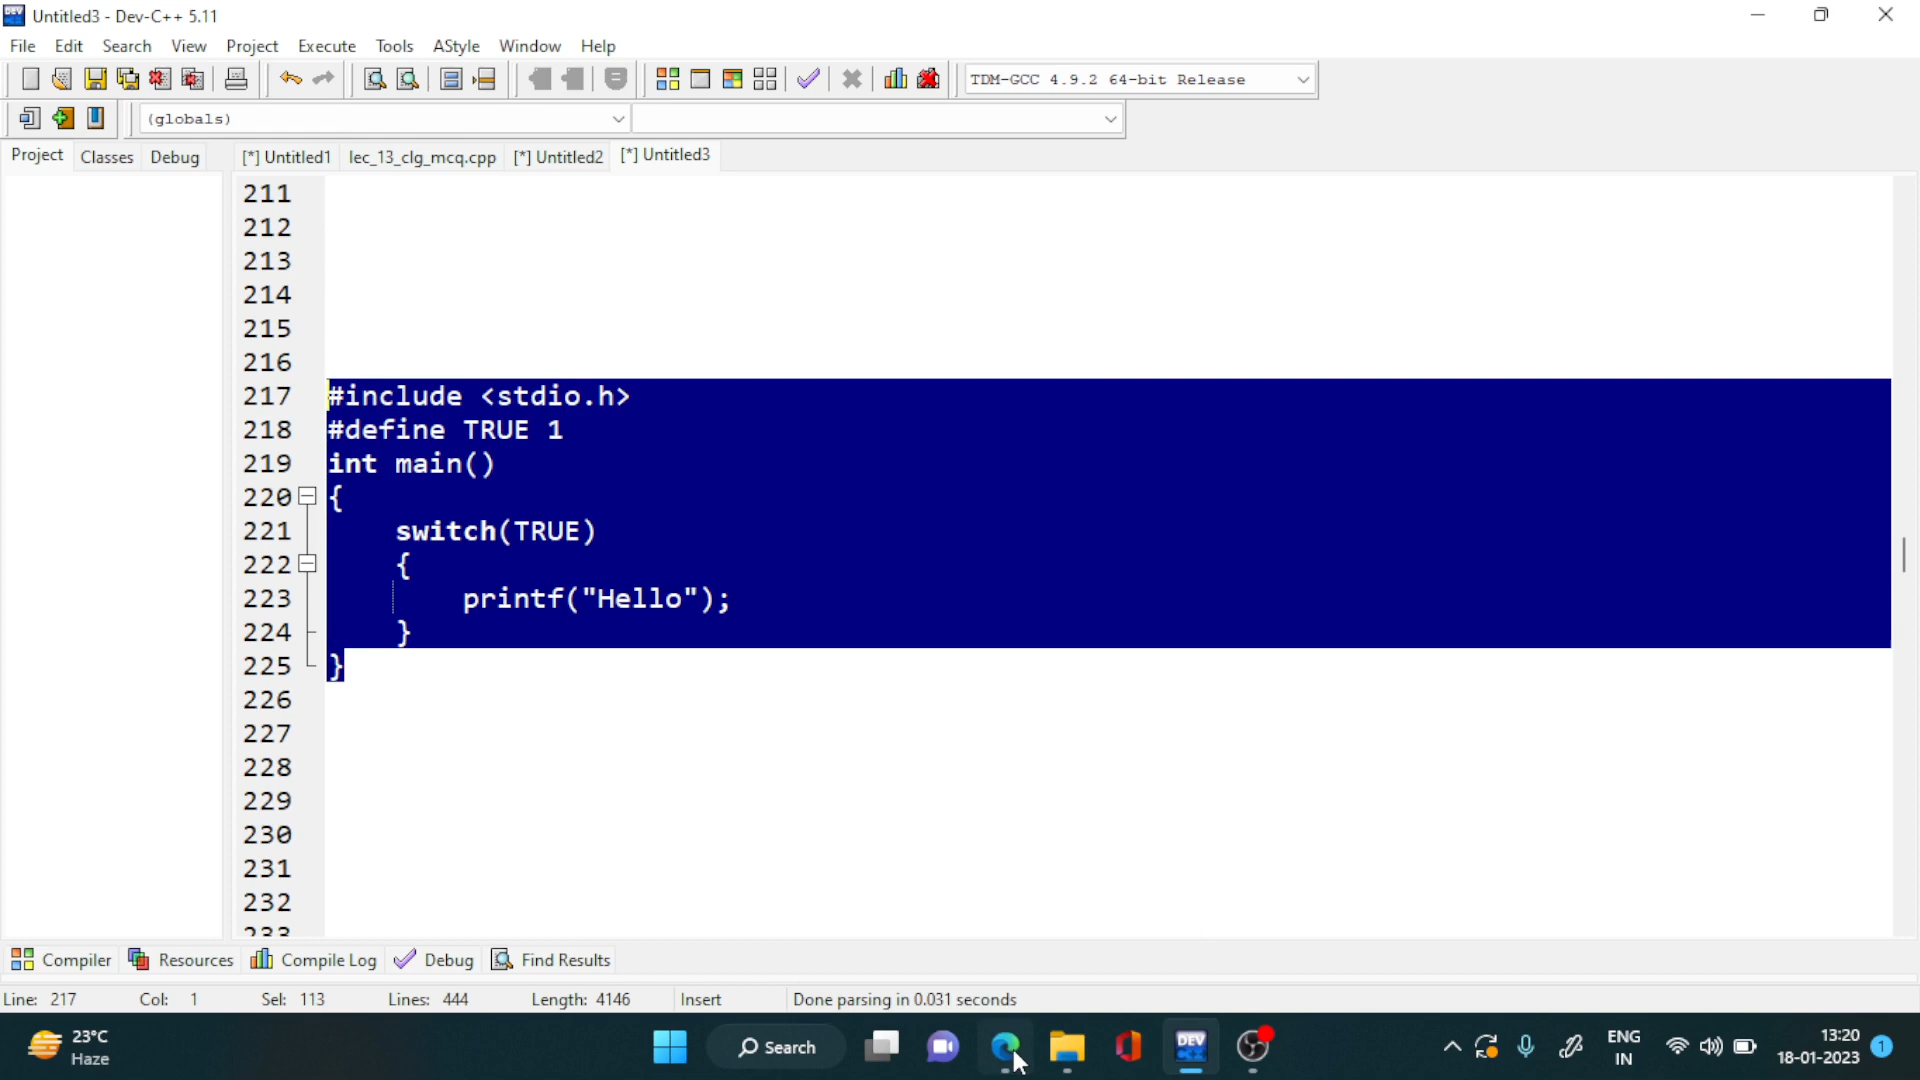 Untitled3 - Dev-C++ 5.11
File Edit Search View Project Execute Tools AStyle Window Help
TDM-GCC 4.9.2 64-bit Release
(globals)
Project Classes Debug [*] Untitled1 lec_13_clg_mcq.cpp [*] Untitled2 [*] Untitled3
211
212
213
214
215
216
217 #include <stdio.h>
218 #define TRUE 1
219 int main()
220 {
221 switch(TRUE)
222 {
223 printf("Hello");
224 }
225 }
226
227
228
229
230
231
232
233
Compiler Resources Compile Log Debug Find Results
Line: 217 Col: 1 Sel: 113 Lines: 444 Length: 4146 Insert Done parsing in 0.031 seconds
23°C
Haze
Search
DEV
C++
ENG
IN
13:20
18-01-2023
1